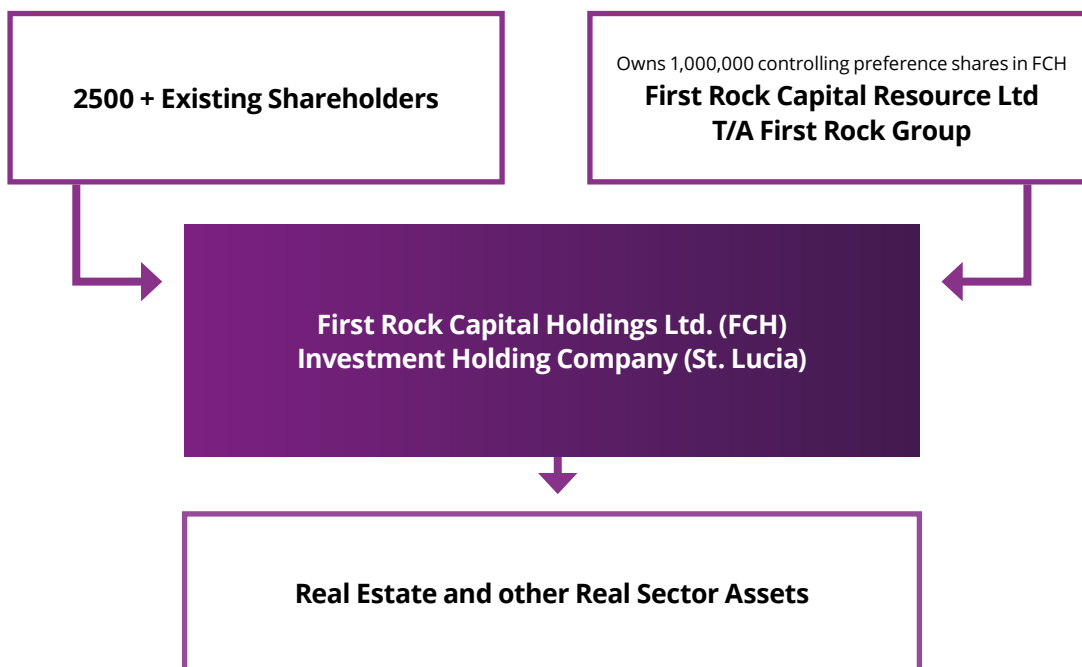 2500 + Existing Shareholders
Owns 1,000,000 controlling preference shares in FCH
First Rock Capital Resource Ltd
T/A First Rock Group
First Rock Capital Holdings Ltd. (FCH)
Investment Holding Company (St. Lucia)
Real Estate and other Real Sector Assets